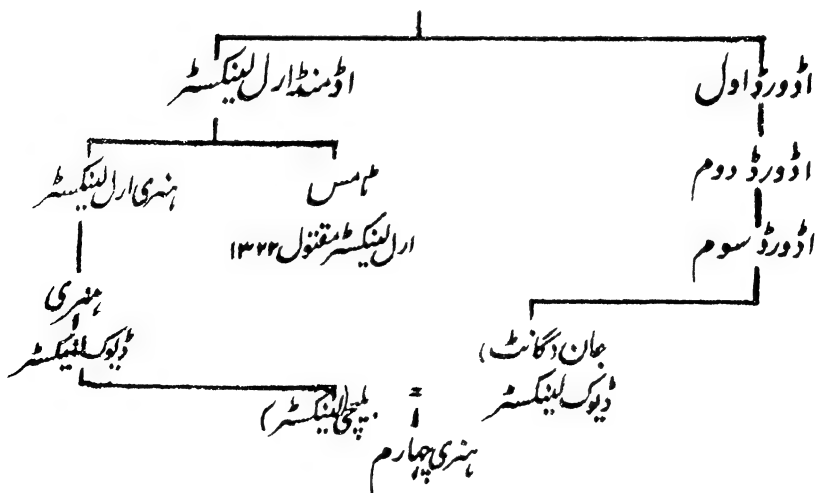 اڈورڈ اول
اڈمنڈ ارل لینکسٹر
اڈورڈ دوم
ٹامس
ہنری ارل لینکسٹر
اڈورڈ سوم
ارل لینکسٹر مقتول ۱۳۲۲
ہنری
ڈیوک لینکسٹر
جان (گانٹ)
ڈیوک لینکسٹر
=
بلیچی (لینکسٹر)
ہنری چہارم